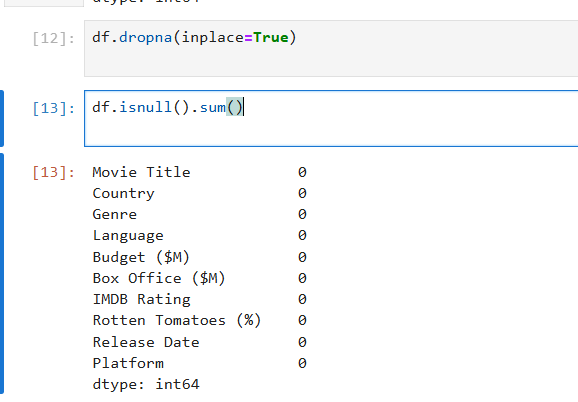 dtype: int64
[12]: df.dropna(inplace=True)
[13]: df.isnull().sum()
[13]: Movie Title 0
Country 0
Genre 0
Language 0
Budget ($M) 0
Box Office ($M) 0
IMDB Rating 0
Rotten Tomatoes (%) 0
Release Date 0
Platform 0
dtype: int64